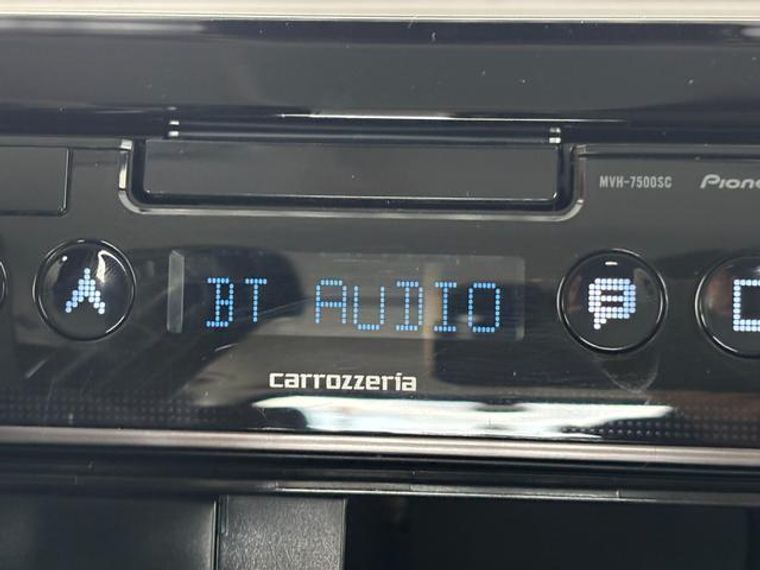 MVH-7500SC Pione
BT AUDIO
carrozzeria